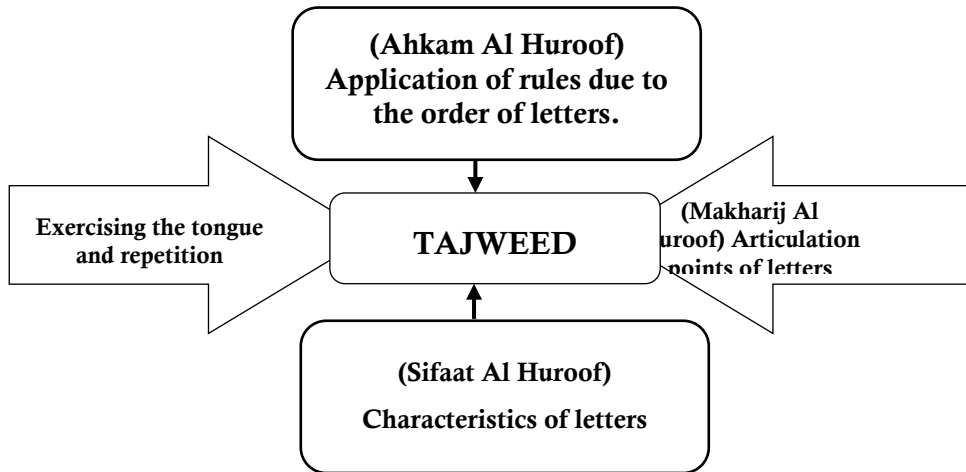 (Ahkam Al Huroof)
Application of rules due to
the order of letters.
Exercising the tongue
and repetition
TAJWEED
(Makharij Al
uroof) Articulation
points of letters
(Sifaat Al Huroof)
Characteristics of letters